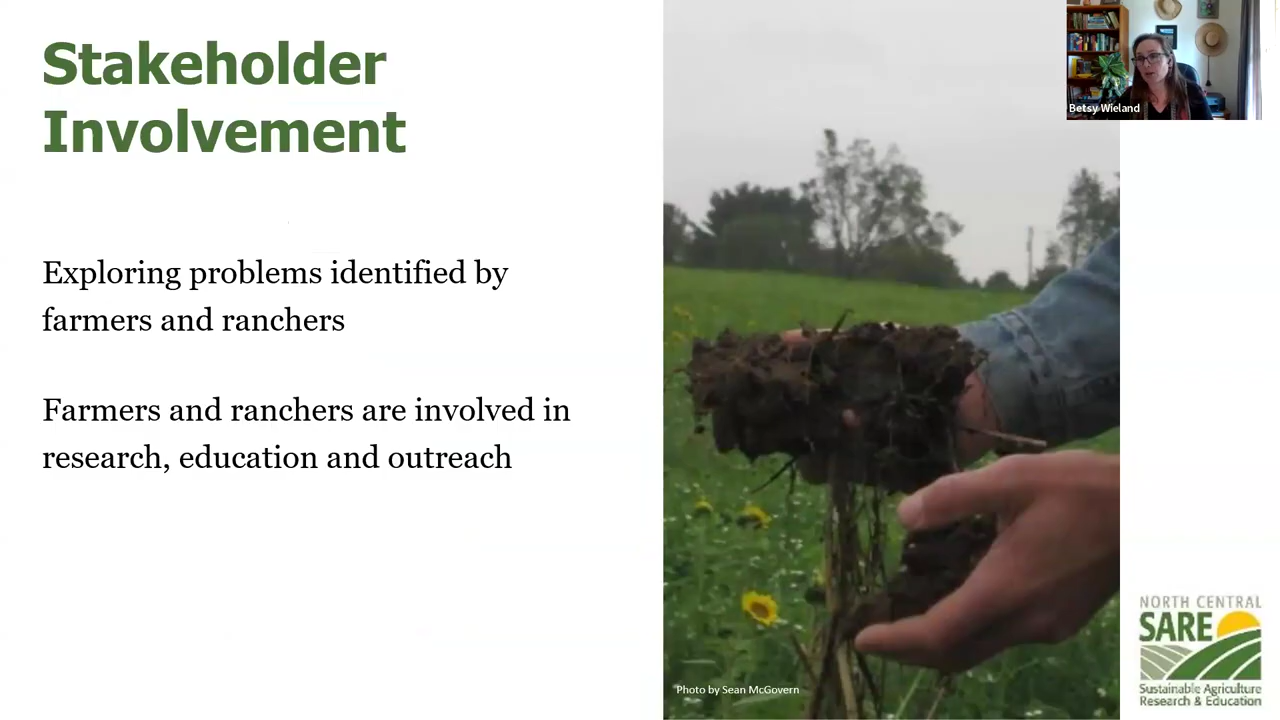 Stakeholder
Involvement
Exploring problems identified by
farmers and ranchers
Farmers and ranchers are involved in
research, education and outreach
Photo by Sean McGovern
Betsy Wieland
NORTH CENTRAL
SARE
Sustainable Agriculture
Research & Education